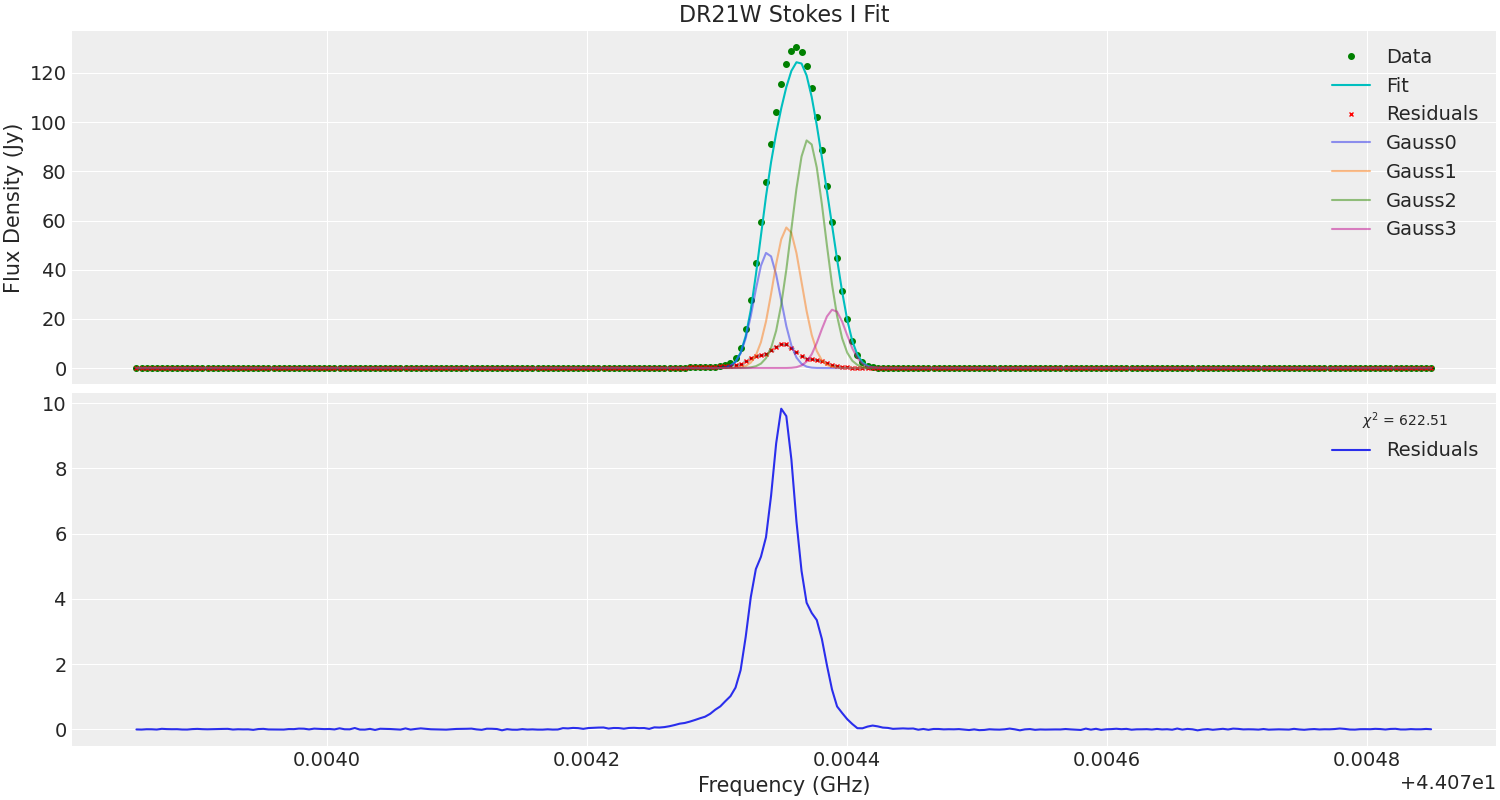 DR21W Stokes I Fit
Flux Density (Jy)
120
100
80
60
40
20
0
Data
Fit
Residuals
Gauss0
Gauss1
Gauss2
Gauss3
10
8
6
4
2
0
χ² = 622.51
Residuals
0.0040 0.0042 0.0044 0.0046 0.0048
+4.407e1
Frequency (GHz)